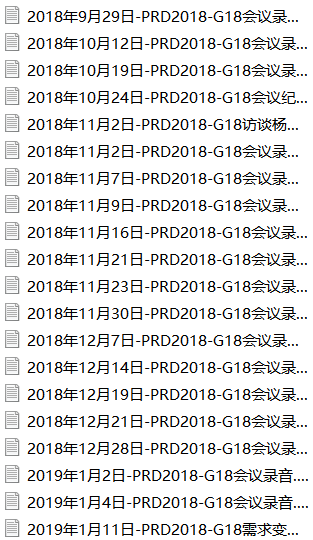 2018年9月29日-PRD2018-G18会议录...
2018年10月12日-PRD2018-G18会议录...
2018年10月19日-PRD2018-G18会议录...
2018年10月24日-PRD2018-G18会议纪...
2018年11月2日-PRD2018-G18访谈杨...
2018年11月2日-PRD2018-G18会议录...
2018年11月7日-PRD2018-G18会议录...
2018年11月9日-PRD2018-G18会议录...
2018年11月16日-PRD2018-G18会议录...
2018年11月21日-PRD2018-G18会议录...
2018年11月23日-PRD2018-G18会议录...
2018年11月30日-PRD2018-G18会议录...
2018年12月7日-PRD2018-G18会议录...
2018年12月14日-PRD2018-G18会议录...
2018年12月19日-PRD2018-G18会议录...
2018年12月21日-PRD2018-G18会议录...
2018年12月28日-PRD2018-G18会议录...
2019年1月2日-PRD2018-G18会议录音....
2019年1月4日-PRD2018-G18会议录音....
2019年1月11日-PRD2018-G18需求变...